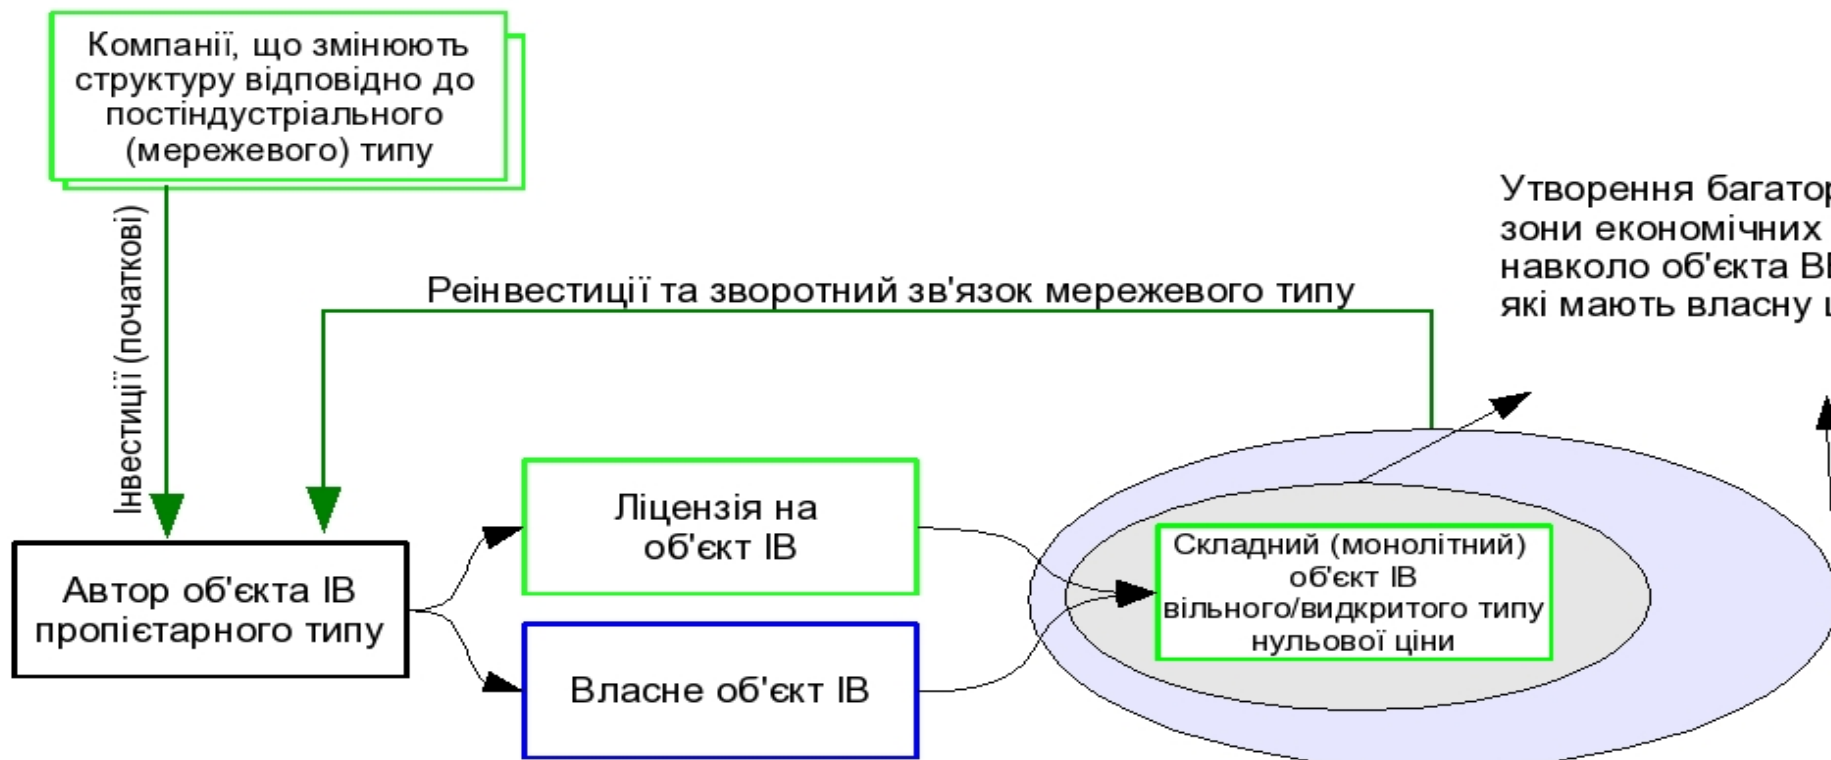 Компанії, що змінюють
структуру відповідно до
постіндустріального
(мережевого) типу
Інвестиції (початкові)
Реінвестиції та зворотний зв'язок мережевого типу
Утворення
зони економічних
навколо об'єкта
які мають власну
Ліцензія на
об'єкт ІВ
Складний (монолітний)
об'єкт ІВ
вільного/видкритого типу
нульової ціни
Автор об'єкта ІВ
пропієтарного типу
Власне об'єкт ІВ